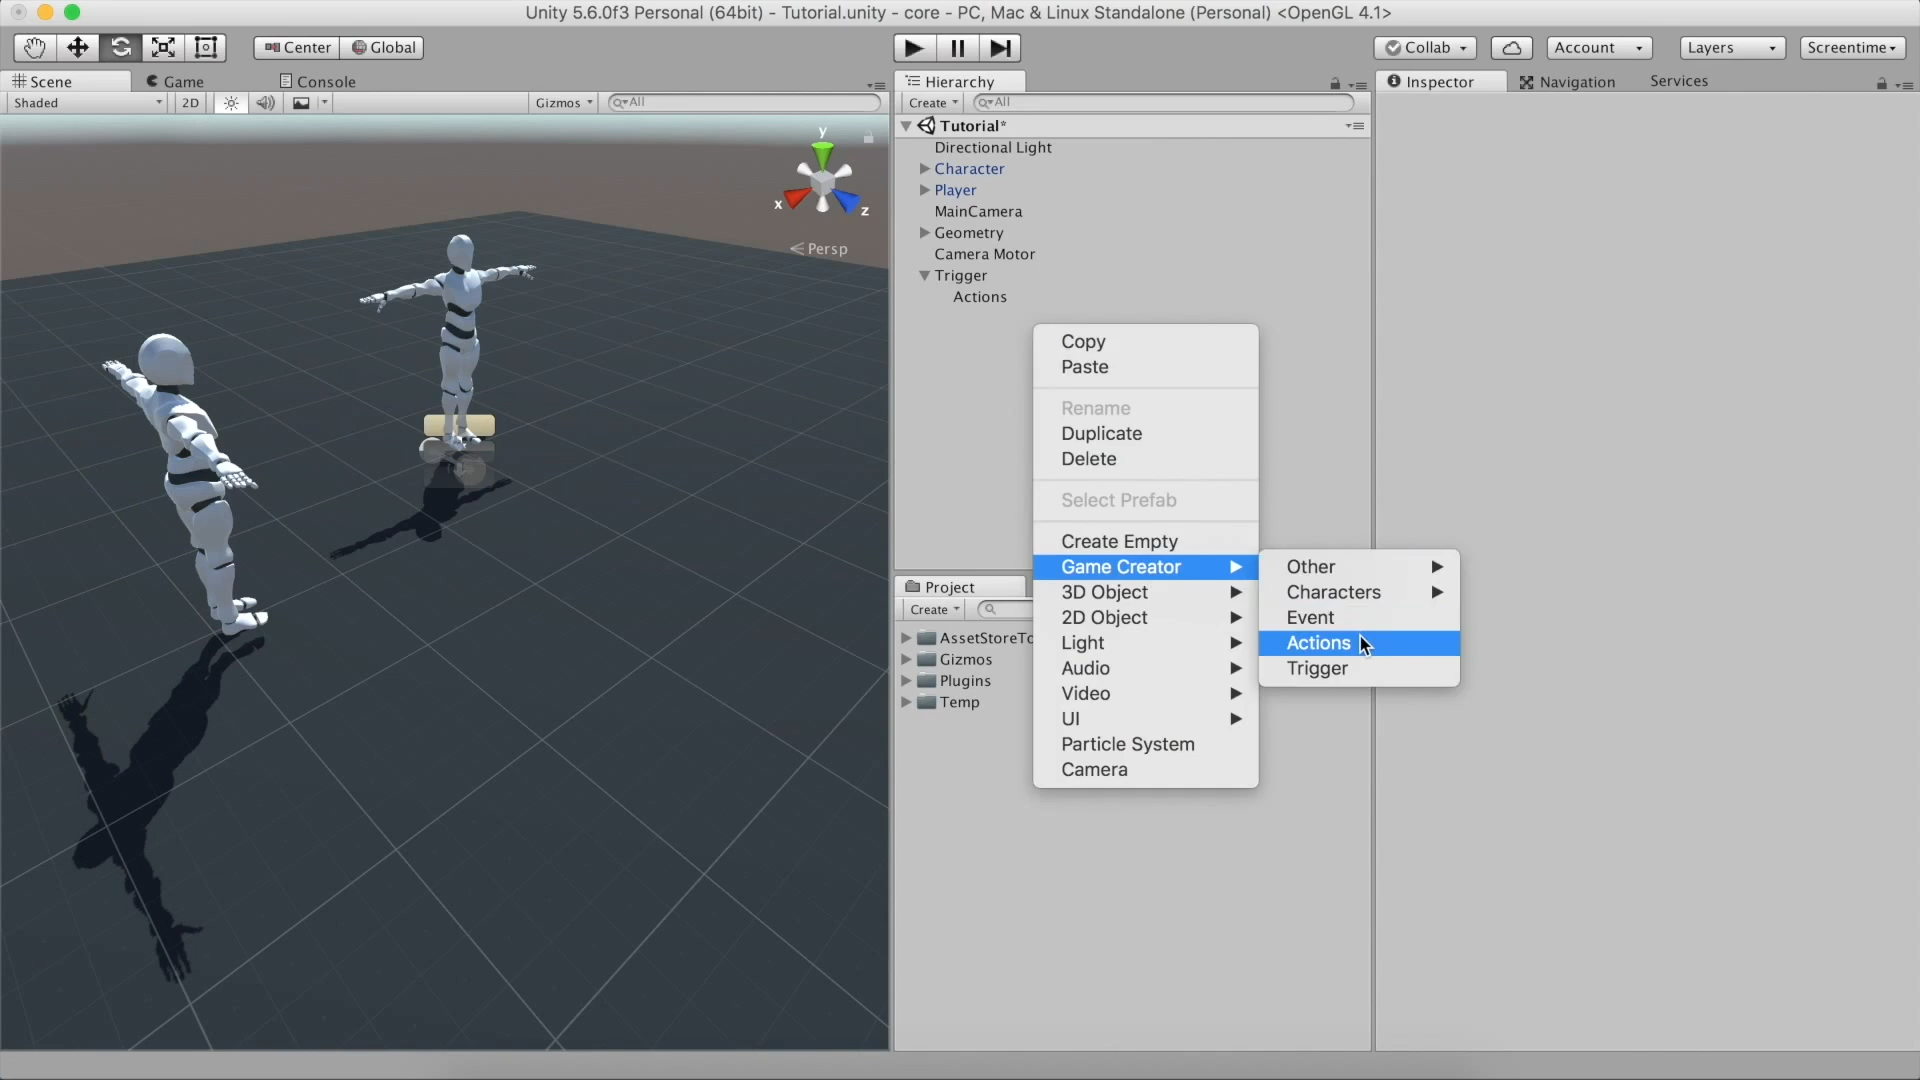 Unity 5.6.0f3 Personal (64bit) - Tutorial.unity - core - PC, Mac & Linux Standalone (Personal) <OpenGL 4.1>
Center Global
Collab Account Layers Screentime
Scene Game Console
Shaded 2D Gizmos All
y
x
z
Persp
Hierarchy
Create All
Tutorial*
Directional Light
Character
Player
MainCamera
Geometry
Camera Motor
Trigger
Actions
Copy
Paste
Rename
Duplicate
Delete
Select Prefab
Create Empty
Game Creator
3D Object
2D Object
Light
Audio
Video
UI
Particle System
Camera
Other
Characters
Event
Actions
Trigger
Project
Create
AssetStoreTo
Gizmos
Plugins
Temp
Inspector Navigation Services